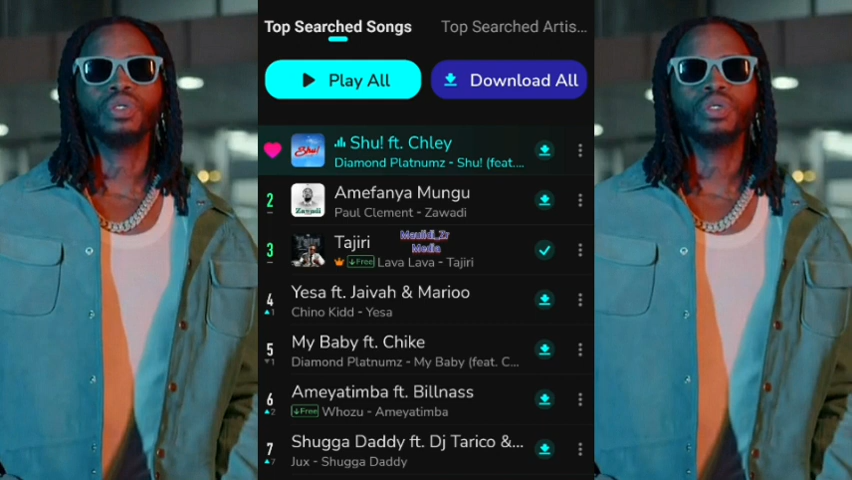 Top Searched Songs
Top Searched Artis...
Play All
Download All
Shu! ft. Chley
Diamond Platnumz - Shu! (feat....
2
Zawadi
Amefanya Mungu
Paul Clement - Zawadi
3
Tajiri
Maulidi_Zr
Media
Free Lava Lava - Tajiri
4
1
Yesa ft. Jaivah & Marioo
Chino Kidd - Yesa
5
1
My Baby ft. Chike
Diamond Platnumz - My Baby (feat. C...
6
2
Ameyatimba ft. Billnass
Free Whozu - Ameyatimba
7
7
Shugga Daddy ft. Dj Tarico &...
Jux - Shugga Daddy